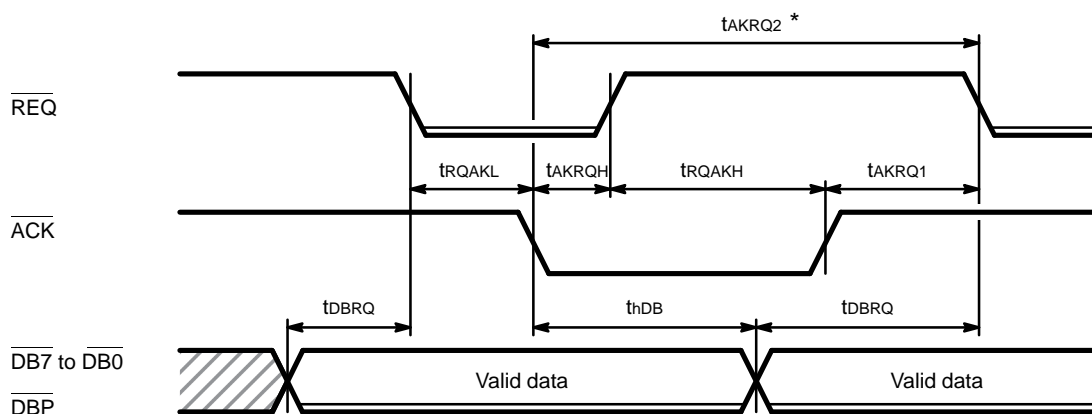 tAKRQ2 *
REQ
tRQAKL tAKRQH tRQAKH tAKRQ1
ACK
tDBRQ thDB tDBRQ
DB7 to DB0 Valid data Valid data
DBP